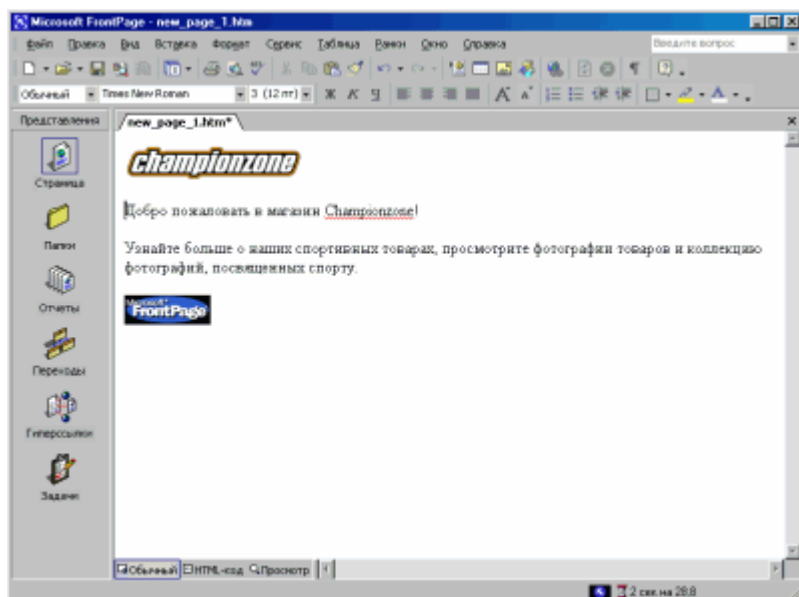 Microsoft FrontPage - new_page_1.htm
Файл Правка Вид Вставка Формат Сервис Таблица Рамки Окно Справка Введите вопрос
Обычный Times New Roman 3 (12 пт) Ж К Ч
Представления new_page_1.htm*
championzone
Страница
Добро пожаловать в магазин Championzone!
Папки
Узнайте больше о наших спортивных товарах, просмотрите фотографии товаров и коллекцию
фотографий, посвященных спорту.
Отчеты
Microsoft
FrontPage
Переходы
Гиперссылки
Задачи
Обычный HTML-код Просмотр
2 сек на 28.8